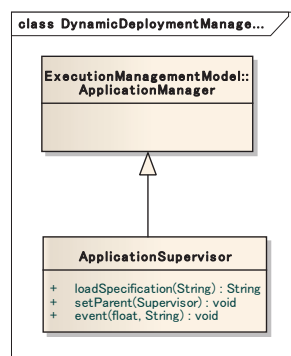 class DynamicDeploymentManage...
ExecutionManagementModel::
ApplicationManager
ApplicationSupervisor
+ loadSpecification(String) : String
+ setParent(Supervisor) : void
+ event(float, String) : void